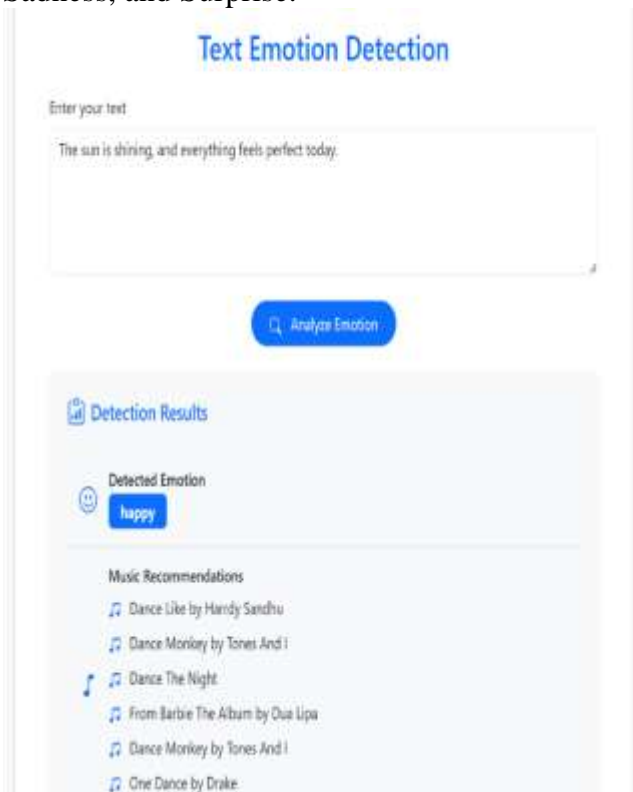 Sadness, and Surprise.
Text Emotion Detection
Enter your text
The sun is shining, and everything feels perfect today.
Analyze Emotion
Detection Results
Detected Emotion
happy
Music Recommendations
Dance Like by Harrdy Sandhu
Dance Monkey by Tones And I
Dance The Night
From Barbie The Album by Dua Lipa
Dance Monkey by Tones And I
One Dance by Drake